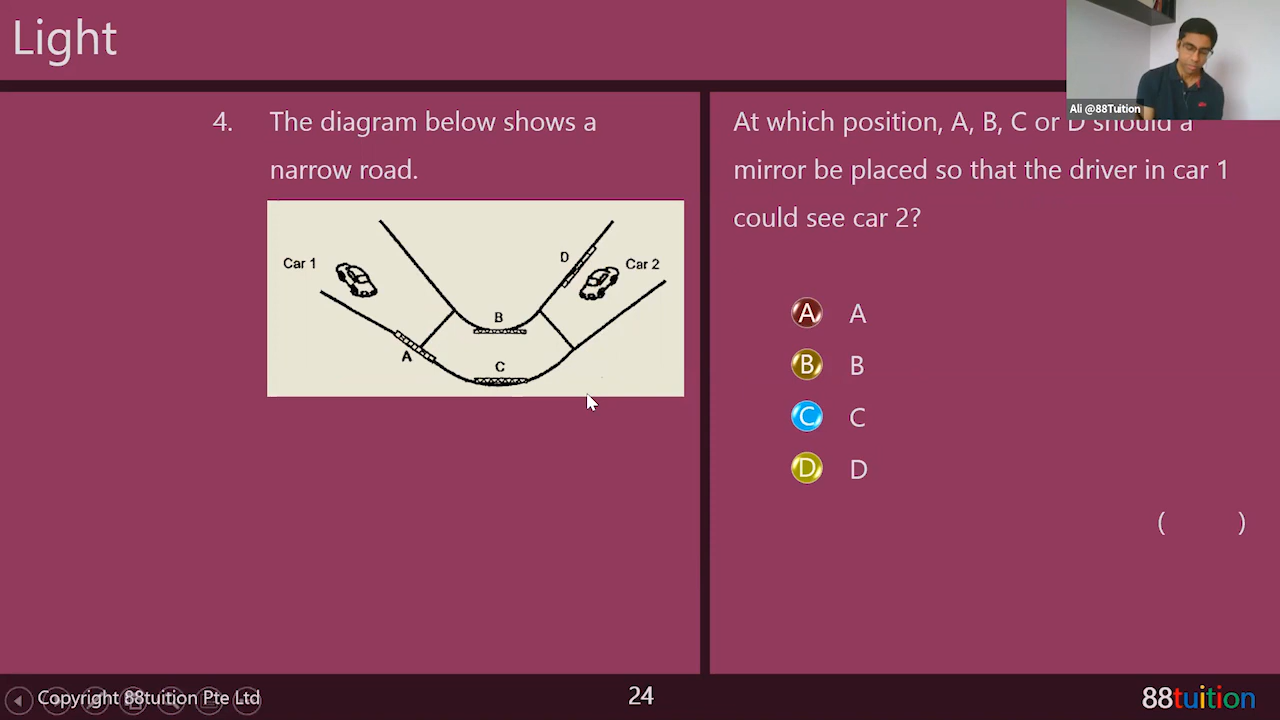 Light
Ali @88Tuition
4. The diagram below shows a
narrow road.
Car 1
D
Car 2
B
A
C
At which position, A, B, C or D should a
mirror be placed so that the driver in car 1
could see car 2?
A A
B B
C C
D D
( )
Copyright 88tuition Pte Ltd
24
88tuition